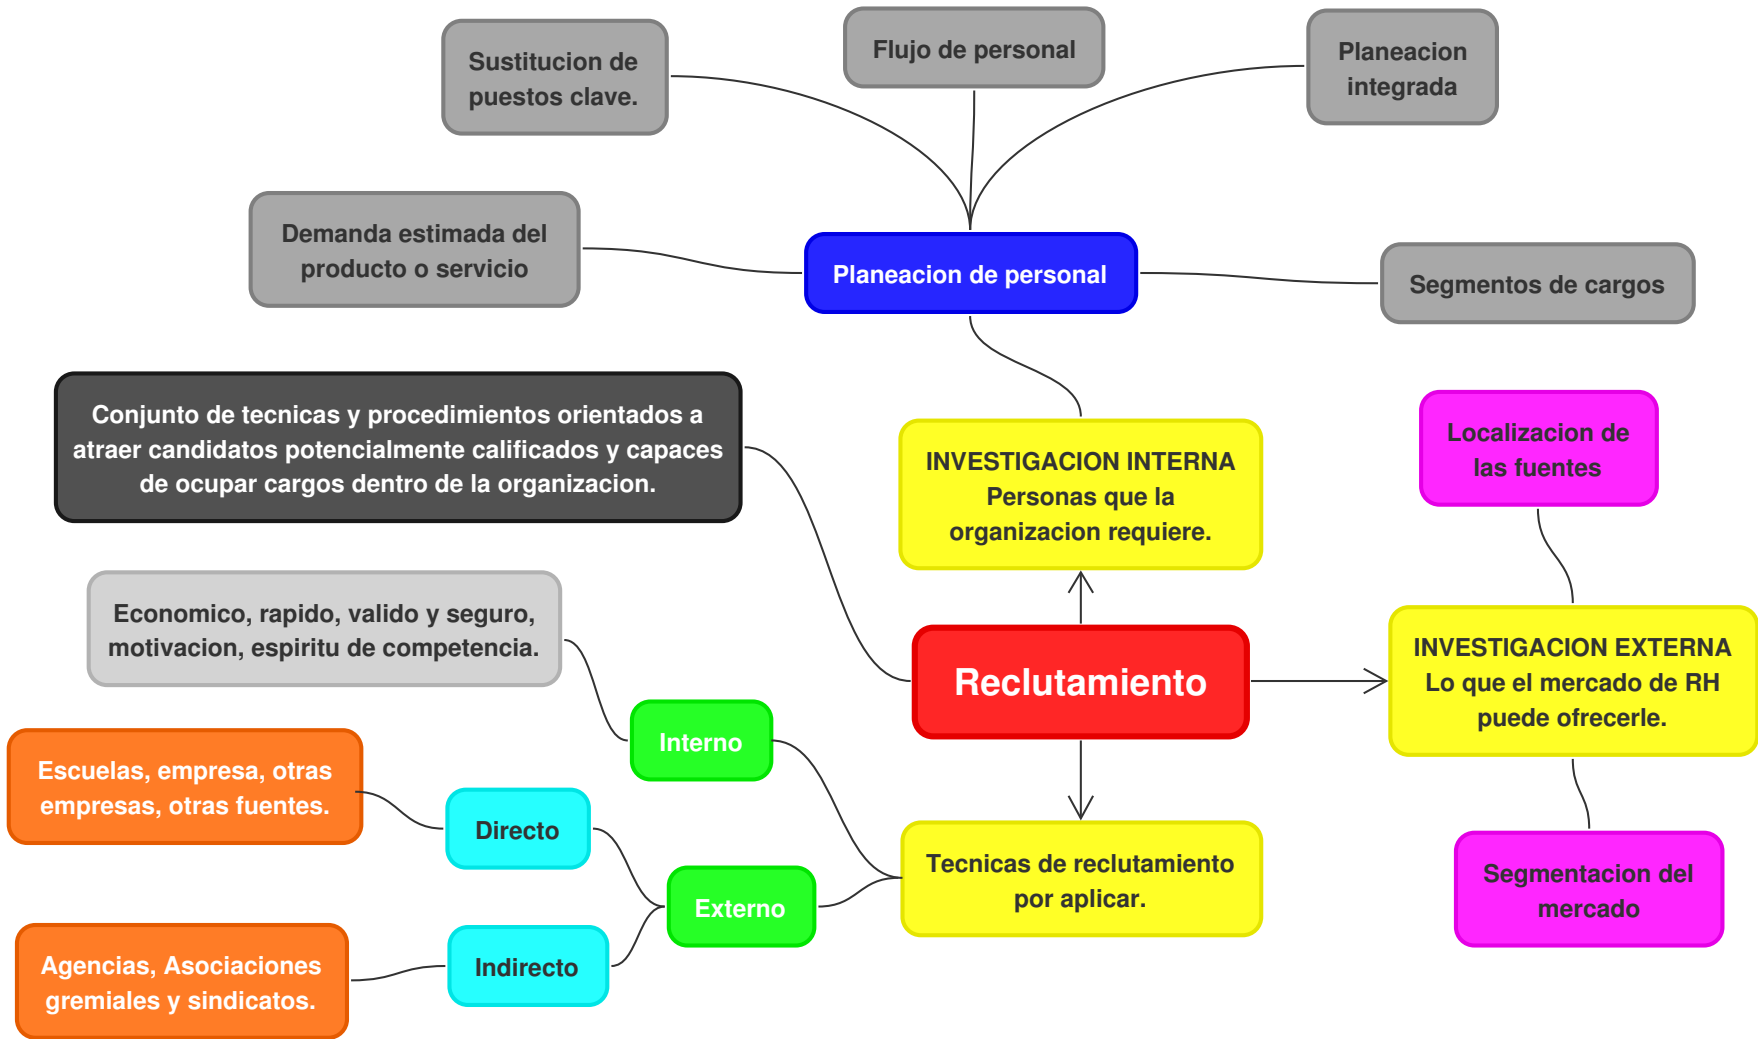 Sustitucion de
puestos clave.
Flujo de personal
Planeacion
integrada
Demanda estimada del
producto o servicio
Planeacion de personal
Segmentos de cargos
Conjunto de tecnicas y procedimientos orientados a
atraer candidatos potencialmente calificados y capaces
de ocupar cargos dentro de la organizacion.
INVESTIGACION INTERNA
Personas que la
organizacion requiere.
Localizacion de
las fuentes
Economico, rapido, valido y seguro,
motivacion, espiritu de competencia.
Reclutamiento
INVESTIGACION EXTERNA
Lo que el mercado de RH
puede ofrecerle.
Interno
Escuelas, empresa, otras
empresas, otras fuentes.
Directo
Tecnicas de reclutamiento
por aplicar.
Externo
Segmentacion del
mercado
Agencias, Asociaciones
gremiales y sindicatos.
Indirecto